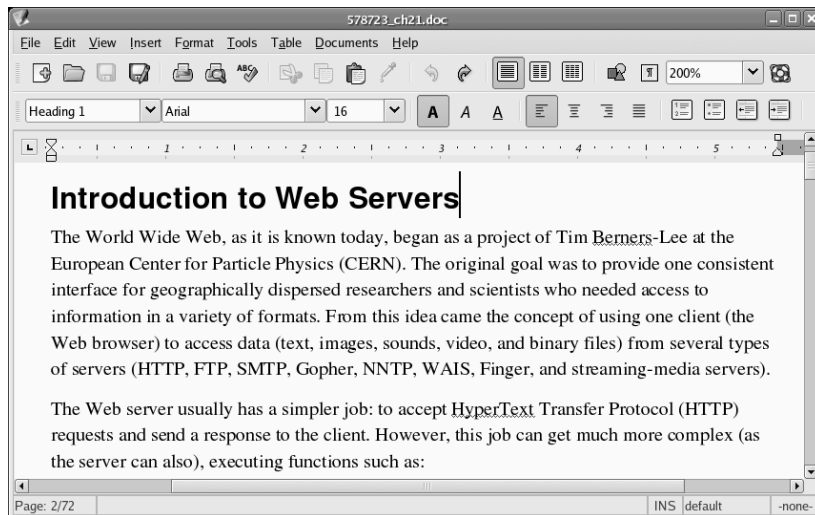 578723_ch21.doc
File Edit View Insert Format Tools Table Documents Help
ABC 200%
Heading 1 Arial 16 A A A
1 2 3 4 5
Introduction to Web Servers
The World Wide Web, as it is known today, began as a project of Tim Berners-Lee at the
European Center for Particle Physics (CERN). The original goal was to provide one consistent
interface for geographically dispersed researchers and scientists who needed access to
information in a variety of formats. From this idea came the concept of using one client (the
Web browser) to access data (text, images, sounds, video, and binary files) from several types
of servers (HTTP, FTP, SMTP, Gopher, NNTP, WAIS, Finger, and streaming-media servers).
The Web server usually has a simpler job: to accept HyperText Transfer Protocol (HTTP)
requests and send a response to the client. However, this job can get much more complex (as
the server can also), executing functions such as:
Page: 2/72 INS default -none-